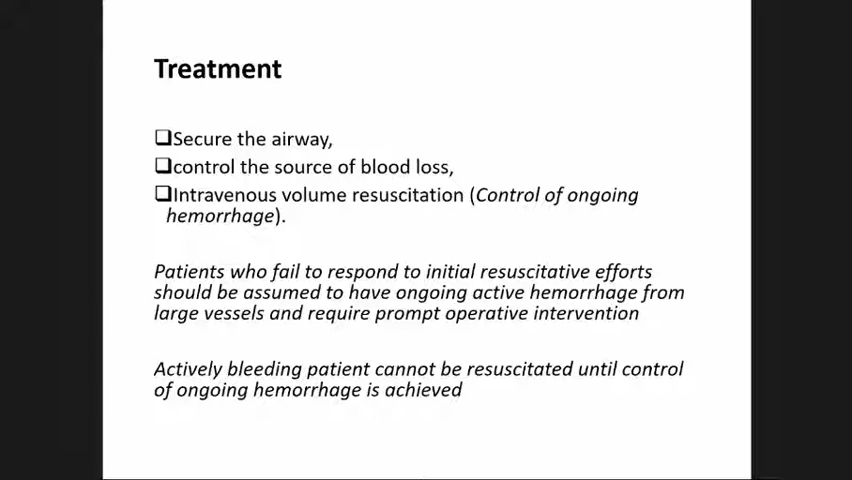 Treatment
❑Secure the airway,
❑control the source of blood loss,
❑Intravenous volume resuscitation (Control of ongoing
hemorrhage).
Patients who fail to respond to initial resuscitative efforts
should be assumed to have ongoing active hemorrhage from
large vessels and require prompt operative intervention
Actively bleeding patient cannot be resuscitated until control
of ongoing hemorrhage is achieved